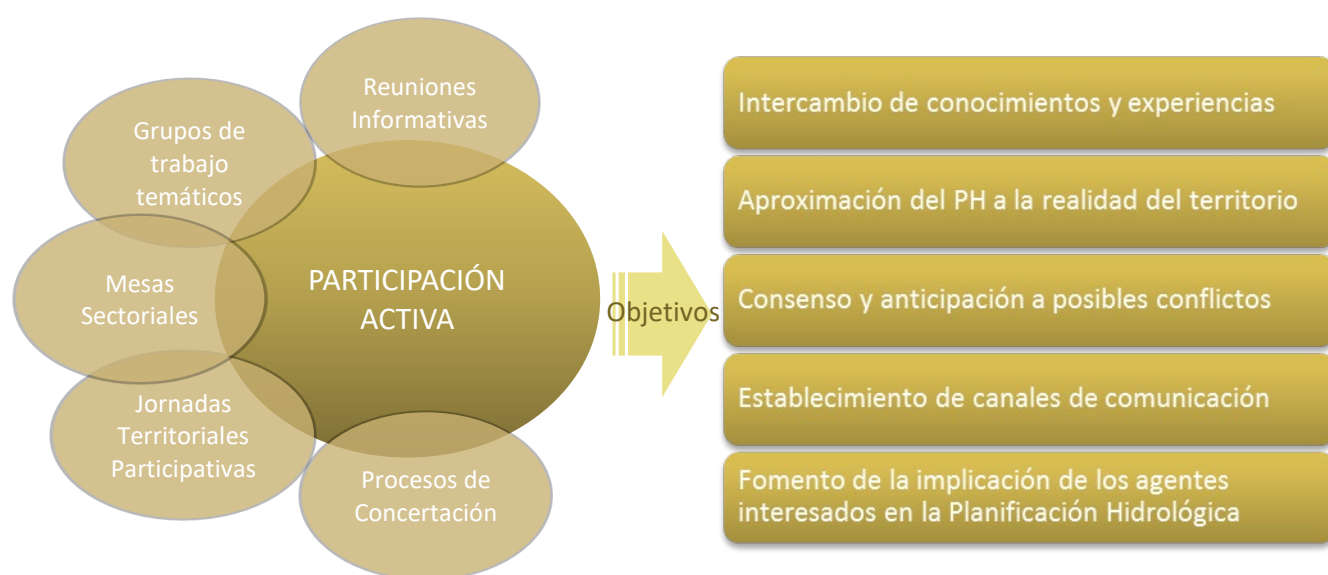 Reuniones
Informativas
Grupos de
trabajo
temáticos
Mesas
Sectoriales
Jornadas
Territoriales
Participativas
Procesos de
Concertación
PARTICIPACIÓN
ACTIVA
Objetivos
Intercambio de conocimientos y experiencias
Aproximación del PH a la realidad del territorio
Consenso y anticipación a posibles conflictos
Establecimiento de canales de comunicación
Fomento de la implicación de los agentes
interesados en la Planificación Hidrológica